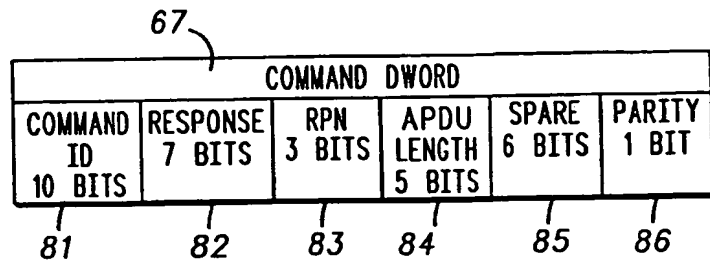 67
COMMAND DWORD
COMMAND ID 10 BITS
RESPONSE 7 BITS
RPN 3 BITS
APDU LENGTH 5 BITS
SPARE 6 BITS
PARITY 1 BIT
81 82 83 84 85 86